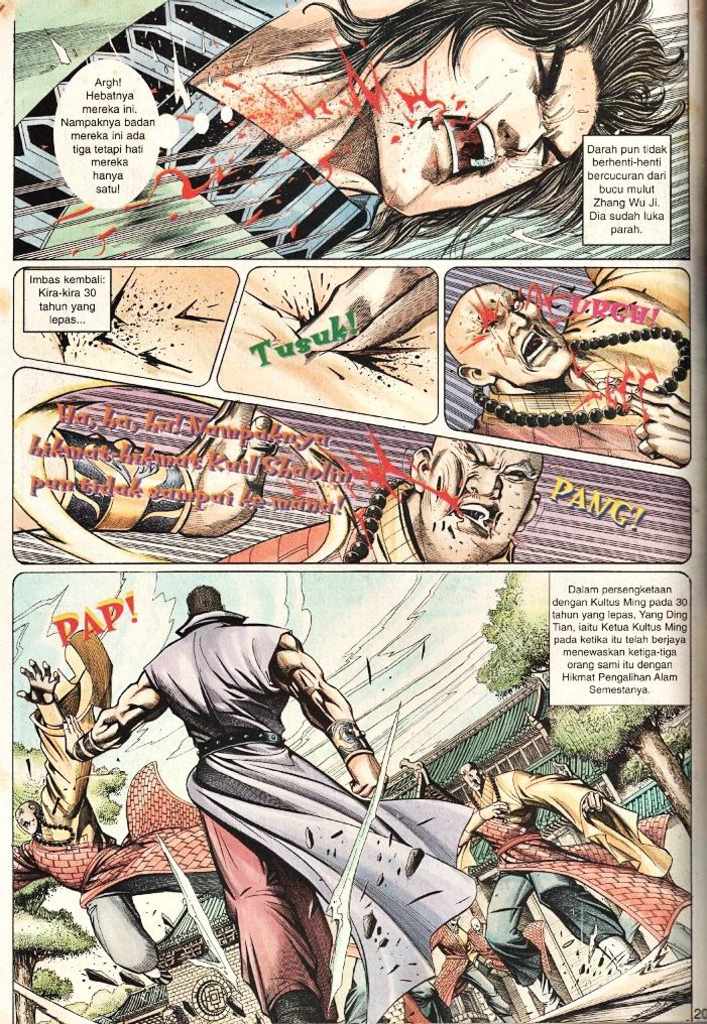 Argh!
Hebatnya
mereka ini.
Nampaknya badan
mereka ini ada
tiga tetapi hati
mereka
hanya
satu!
Darah pun tidak
berhenti-henti
bercucuran dari
bucu mulut
Zhang Wu Ji.
Dia sudah luka
parah.
Imbas kembali:
Kira-kira 30
tahun yang
lepas...
Tusuk!
URGH!
Ha, ha, ha! Nampaknya
hikmat-hikmat Kuil Shaolin
pun tidak sampai ke mana!
PANG!
PAP!
Dalam persengketaan
dengan Kultus Ming pada 30
tahun yang lepas, Yang Ding
Tian, iaitu Ketua Kultus Ming
pada ketika itu telah berjaya
menewaskan ketiga-tiga
orang sami itu dengan
Hikmat Pengalihan Alam
Semestanya.